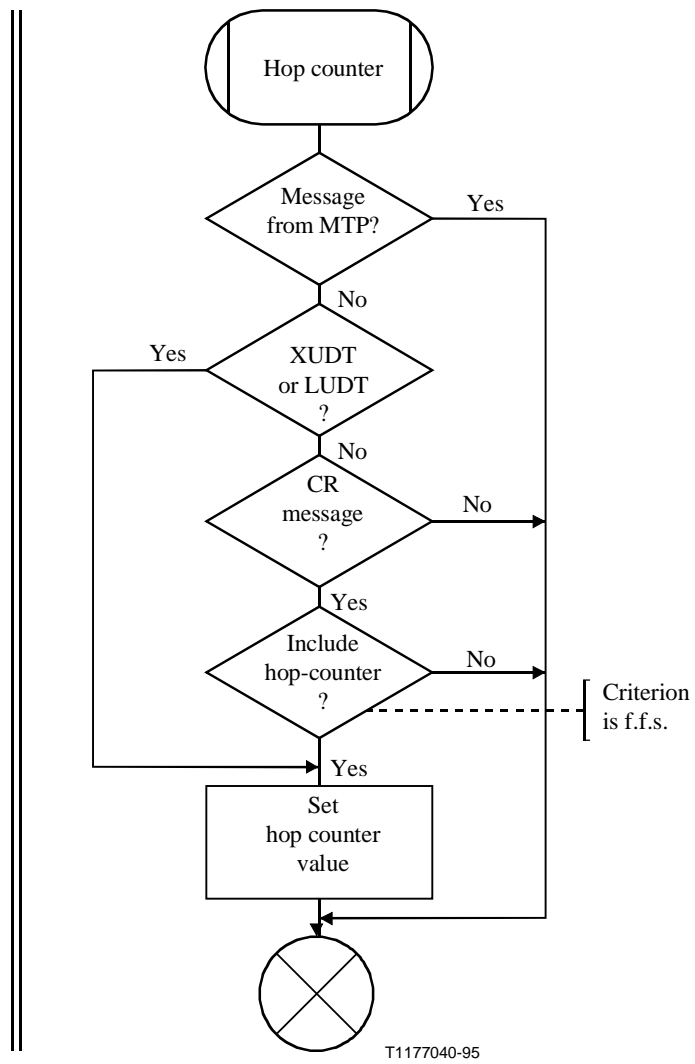 Hop counter
Message
from MTP?
Yes
No
Yes
XUDT
or LUDT
?
No
CR
message
?
No
Yes
Include
hop-counter
?
No
Criterion
is f.f.s.
Yes
Set
hop counter
value
T1177040-95